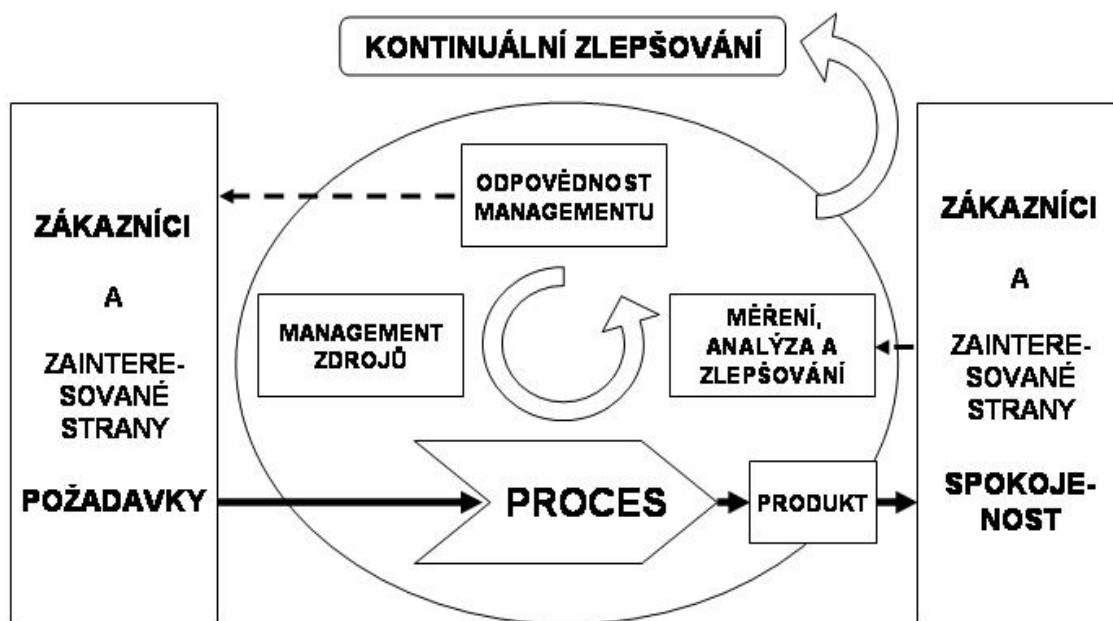 KONTINUÁLNÍ ZLEPŠOVÁNÍ
ZÁKAZNÍCI
A
ZAINTERE-
SOVANÉ
STRANY
POŽADAVKY
ODPOVĚDNOST
MANAGEMENTU
MANAGEMENT
ZDROJŮ
MĚŘENÍ,
ANALÝZA A
ZLEPŠOVÁNÍ
PROCES
PRODUKT
ZÁKAZNÍCI
A
ZAINTERE-
SOVANÉ
STRANY
SPOKOJE-
NOST